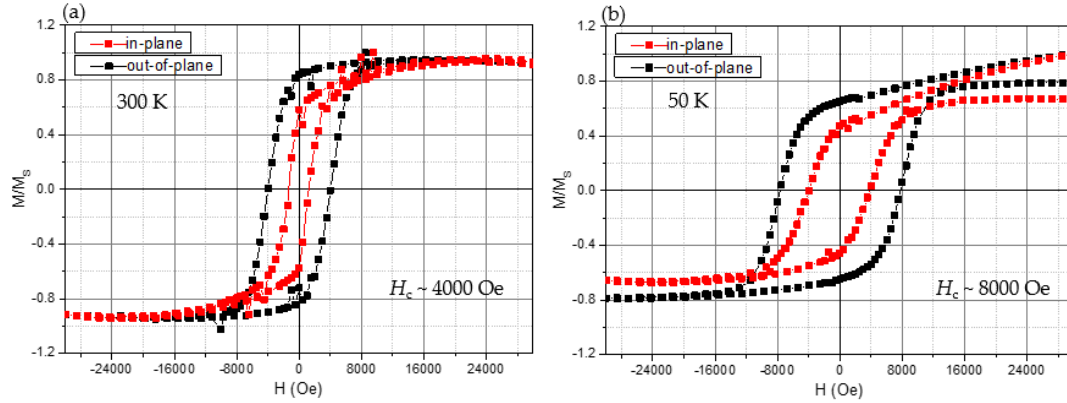 (a)
in-plane
out-of-plane
300 K
Hc ~ 4000 Oe
M/MS
1.2
0.8
0.4
0.0
-0.4
-0.8
-1.2
-24000 -16000 -8000 0 8000 16000 24000
H (Oe)
(b)
in-plane
out-of-plane
50 K
Hc ~ 8000 Oe
M/MS
1.2
0.8
0.4
0.0
-0.4
-0.8
-1.2
-24000 -16000 -8000 0 8000 16000 24000
H (Oe)